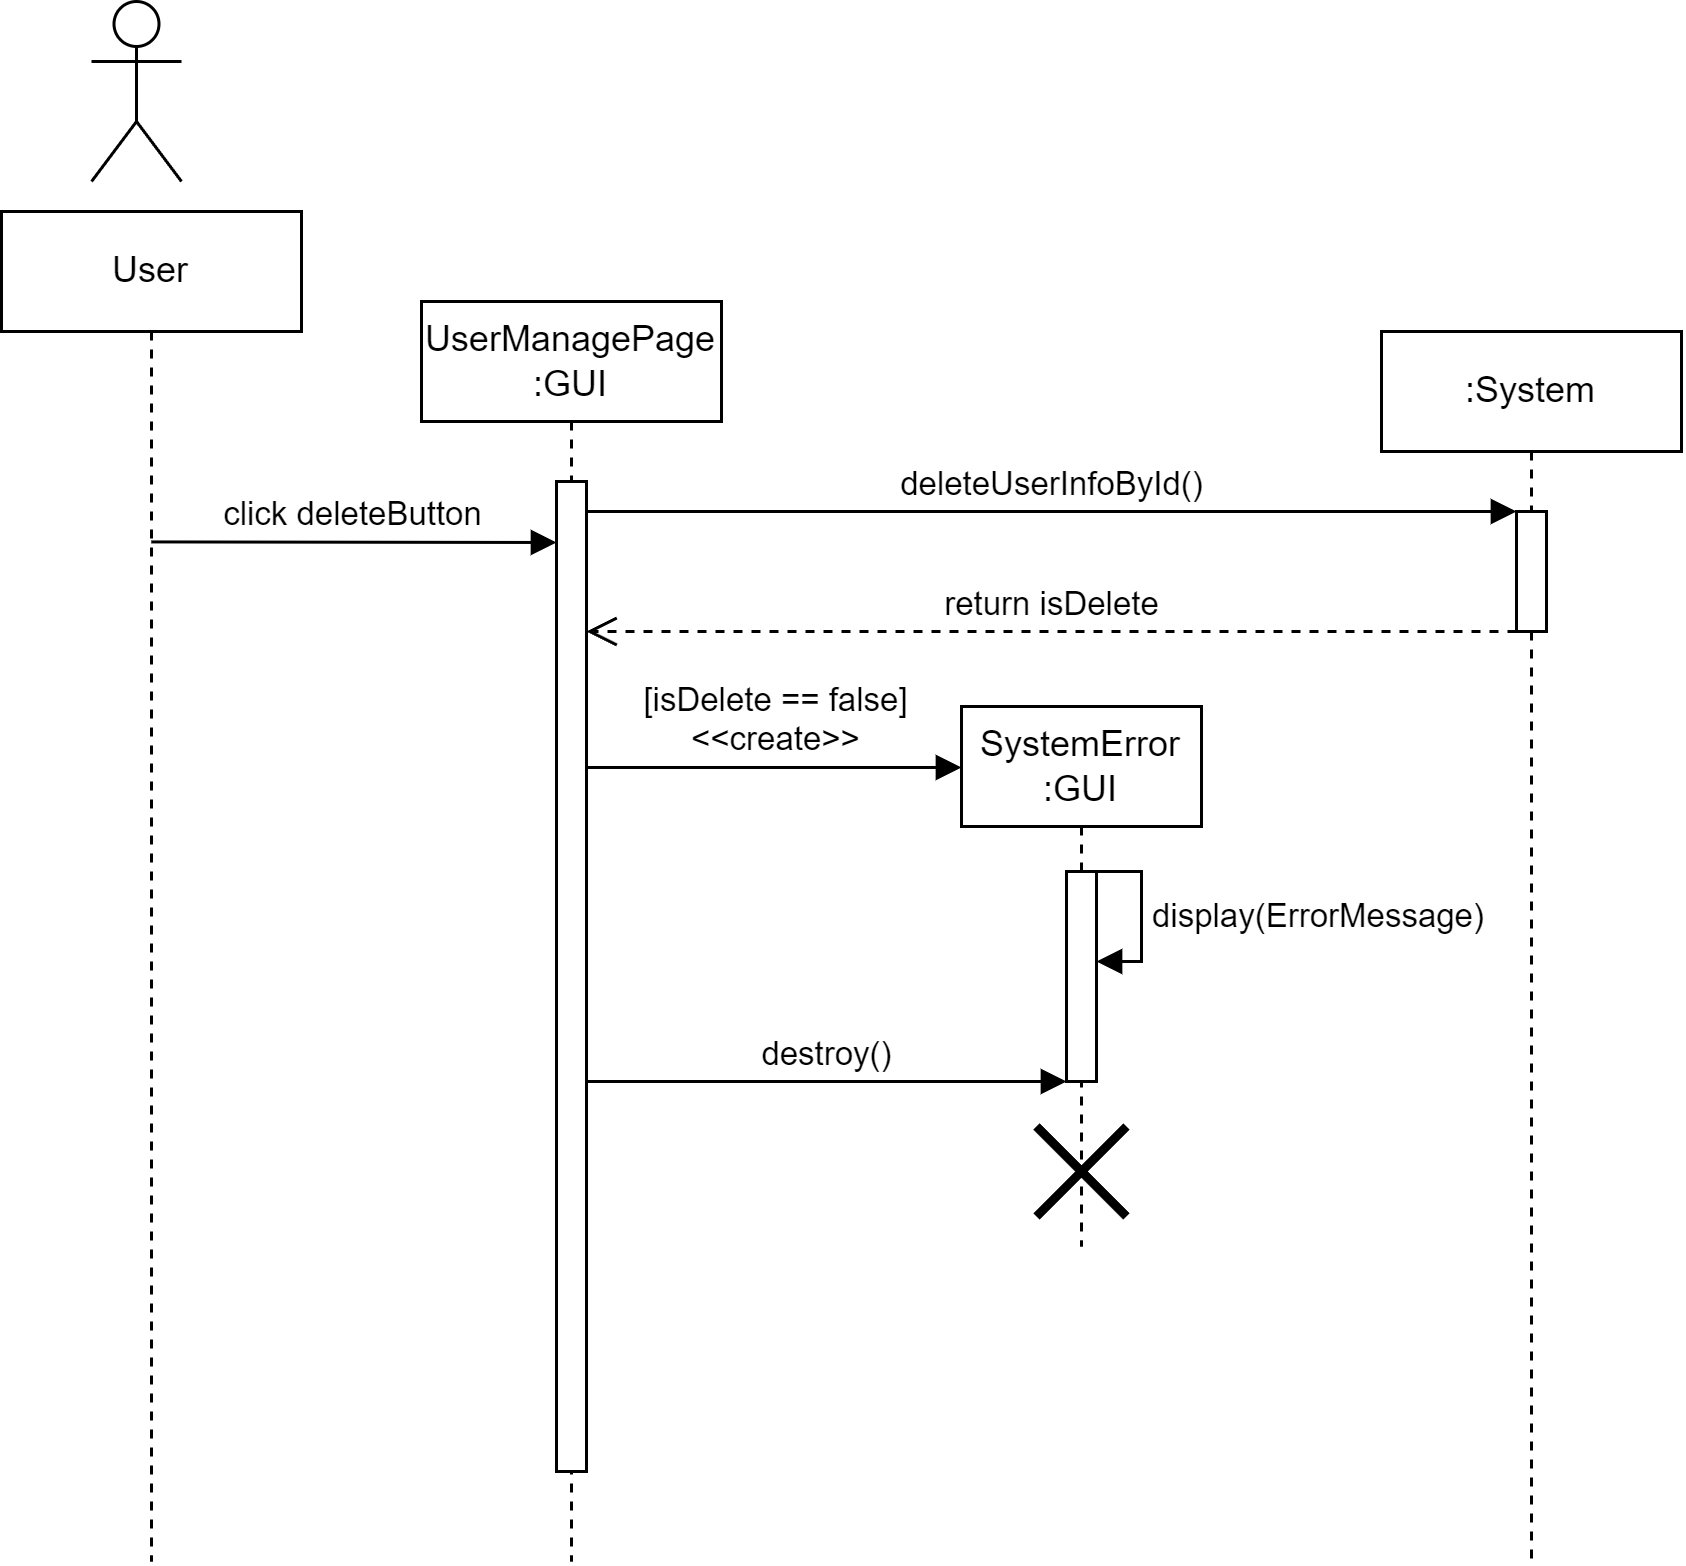 User
UserManagePage
:GUI
:System
deleteUserInfoById()
click deleteButton
return isDelete
[isDelete == false]
<<create>>
SystemError
:GUI
display(ErrorMessage)
destroy()